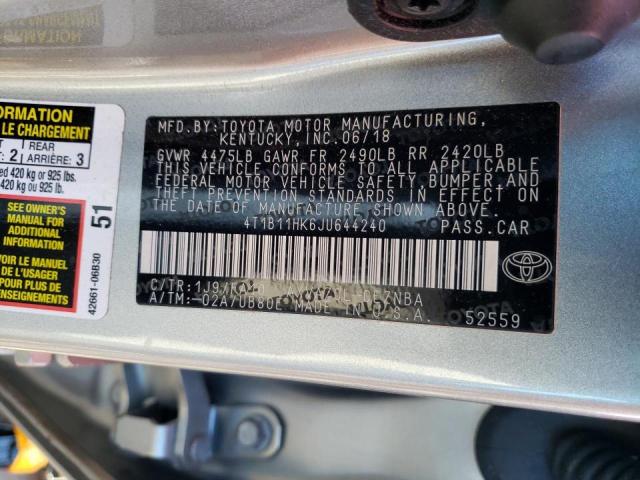 MFD.BY:TOYOTA MOTOR MANUFACTURING,
KENTUCKY, INC.06/18
GVWR 4475LB GAWR FR 2490LB RR 2420LB
THIS VEHICLE CONFORMS TO ALL APPLICABLE
FEDERAL MOTOR VEHICLE SAFETY,BUMPER,AND
THEFT PREVENTION STANDARDS IN EFFECT ON
THE DATE OF MANUFACTURE SHOWN ABOVE.
4T1B11HK6JU644240 PASS.CAR
C/TR:1J9/
A/TM:-02A/UB80E MADE IN U.S.A. 52559
ORMATION
LE CHARGEMENT
2
REAR
ARRIÈRE: 3
ed 420 kg or 925 lbs.
420 kg ou 925 lb.
SEE OWNER'S
MANUAL FOR
ADDITIONAL
INFORMATION
VOIR LE MANUEL
DE L'USAGER
POUR PLUS DE
RENSEIGNEMENTS
51
42661-06B30
TOYOTA